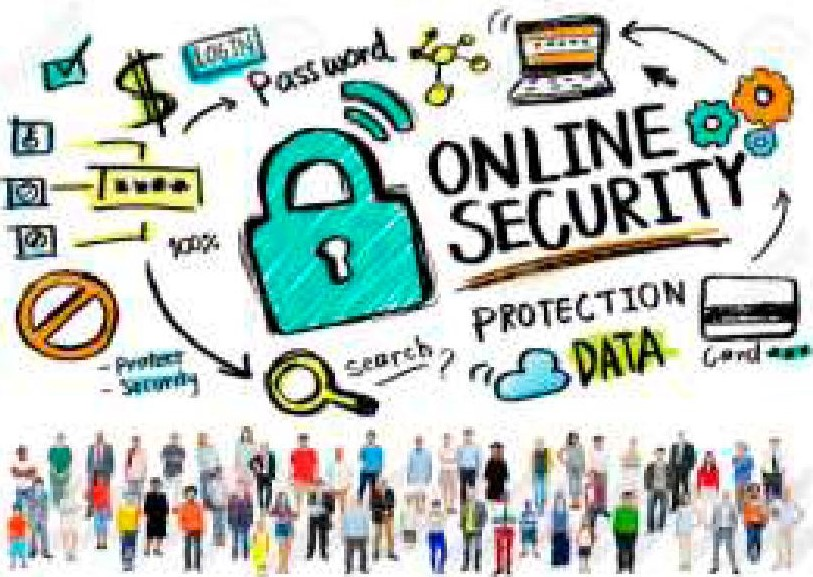 LOGIN
Password
ONLINE
SECURITY
100%
PROTECTION
DATA
Search?
Card
- Protect
- Security